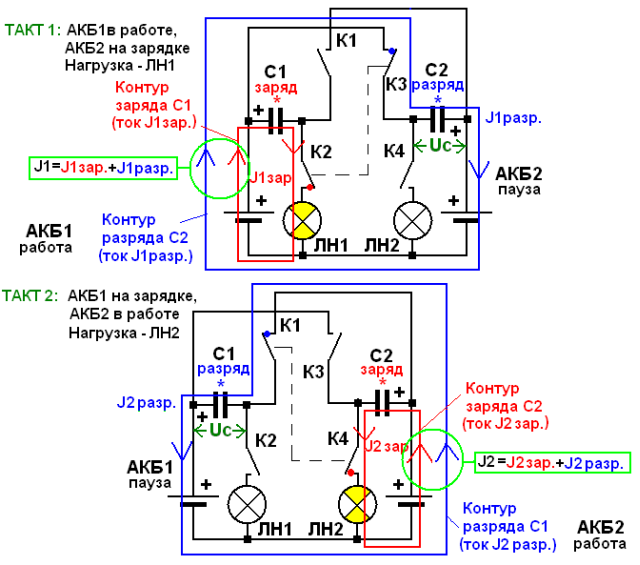 ТАКТ 1: АКБ1в работе,
АКБ2 на зарядке
Нагрузка - ЛН1
К1
С1
заряд
*
+
С2
разряд
*
+
К3
Контур
заряда С1
(ток J1зар.)
J1разр.
К2
К4
Uc
J1зар
J1=J1зар.+J1разр.
АКБ2
пауза
+
+
Контур
разряда С2
(ток J1разр.)
АКБ1
работа
ЛН1
ЛН2
ТАКТ 2: АКБ1 на зарядке,
АКБ2 в работе
Нагрузка - ЛН2
К1
С1
разряд
*
+
С2
заряд
*
+
К3
Контур
заряда С2
(ток J2 зар.)
J2 разр.
Uc
К2
К4
J2 зар
J2=J2зар.+J2разр.
АКБ1
пауза
+
+
Контур
разряда С1
(ток J2 разр.)
АКБ2
работа
ЛН1
ЛН2